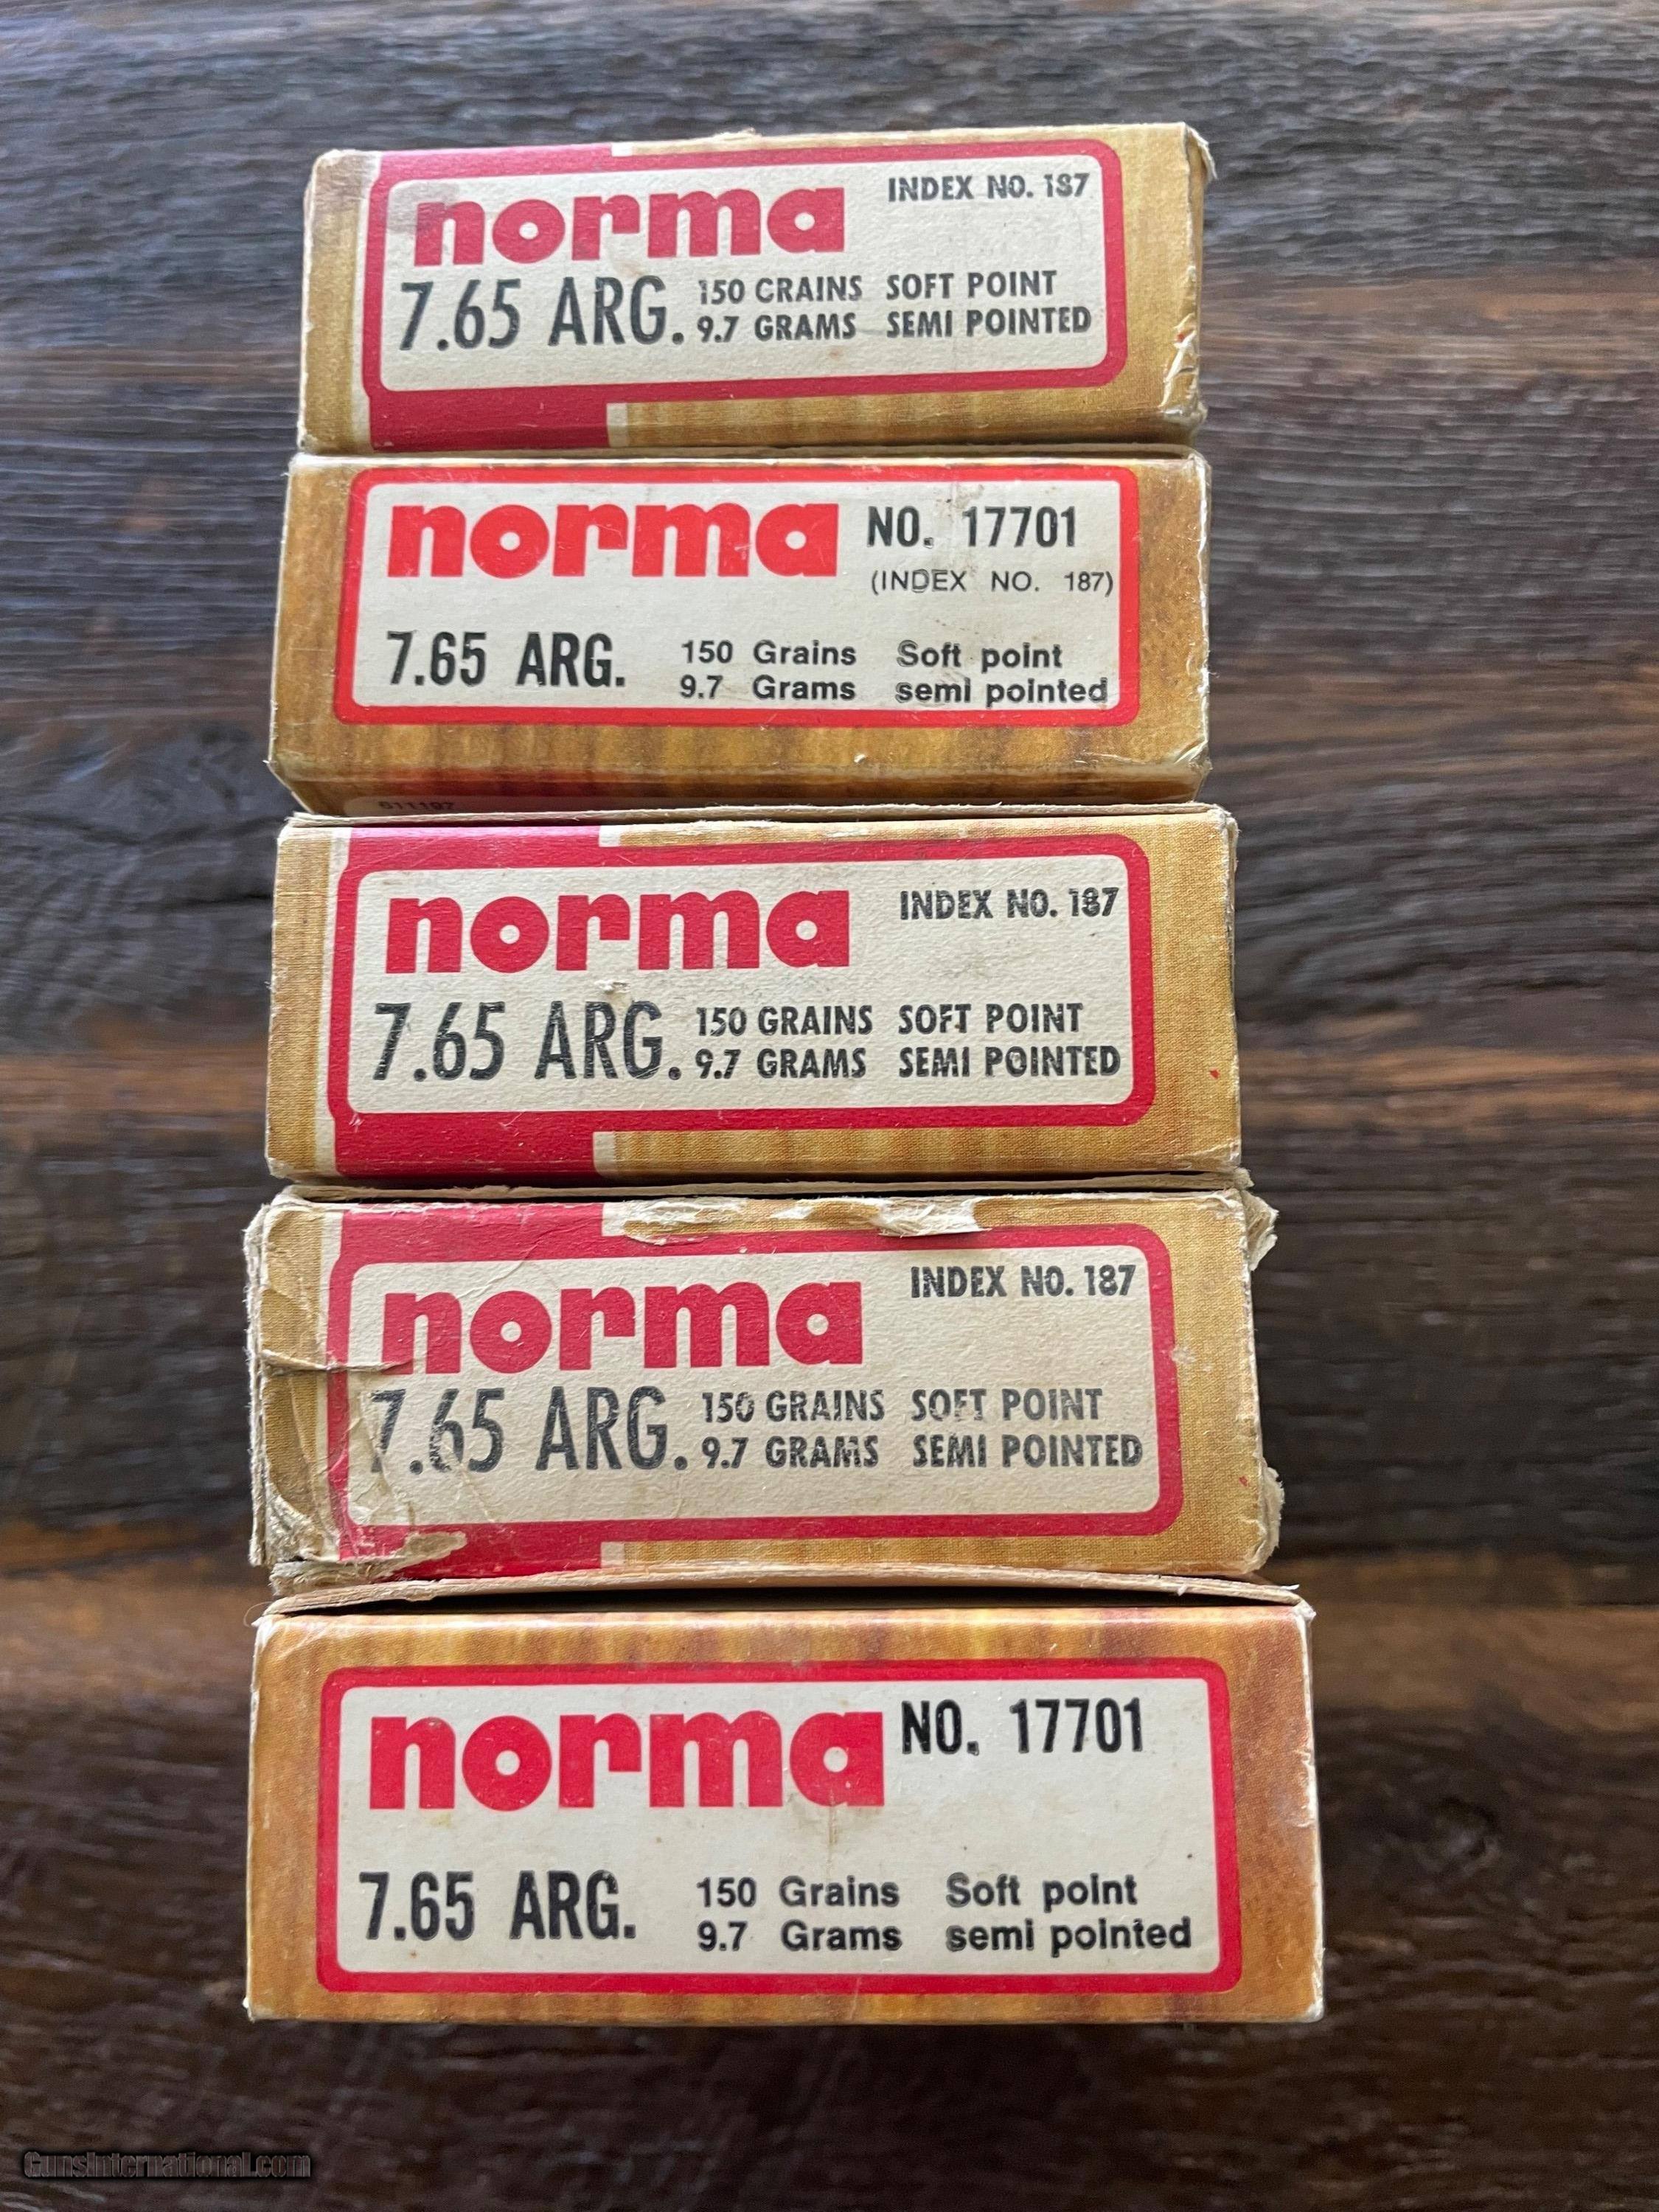 norma INDEX NO. 187
7.65 ARG. 150 GRAINS SOFT POINT
9.7 GRAMS SEMI POINTED
norma NO. 17701
(INDEX NO. 187)
7.65 ARG. 150 Grains Soft point
9.7 Grams semi pointed
611197
norma INDEX NO. 187
7.65 ARG. 150 GRAINS SOFT POINT
9.7 GRAMS SEMI POINTED
norma INDEX NO. 187
7.65 ARG. 150 GRAINS SOFT POINT
9.7 GRAMS SEMI POINTED
norma NO. 17701
7.65 ARG. 150 Grains Soft point
9.7 Grams semi pointed
GunsInternational.com